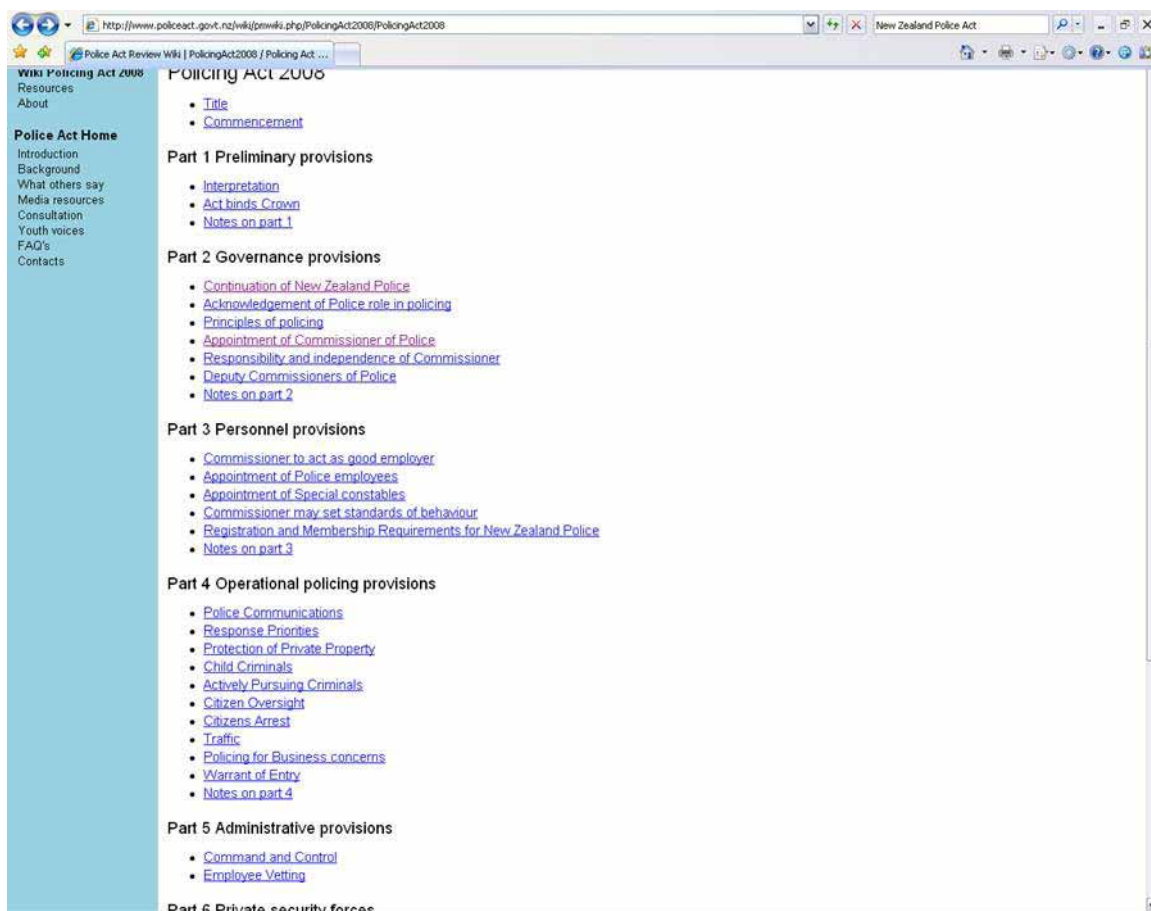 http://www.policeact.govt.nz/wiki/pmwiki.php/PolicingAct2008/PolicingAct2008
New Zealand Police Act
Police Act Review Wiki | PolicingAct2008 / Policing Act ...
Wiki Policing Act 2008
Resources
About
Police Act Home
Introduction
Background
What others say
Media resources
Consultation
Youth voices
FAQ's
Contacts
Policing Act 2008
• Title
• Commencement
Part 1 Preliminary provisions
• Interpretation
• Act binds Crown
• Notes on part 1
Part 2 Governance provisions
• Continuation of New Zealand Police
• Acknowledgement of Police role in policing
• Principles of policing
• Appointment of Commissioner of Police
• Responsibility and independence of Commissioner
• Deputy Commissioners of Police
• Notes on part 2
Part 3 Personnel provisions
• Commissioner to act as good employer
• Appointment of Police employees
• Appointment of Special constables
• Commissioner may set standards of behaviour
• Registration and Membership Requirements for New Zealand Police
• Notes on part 3
Part 4 Operational policing provisions
• Police Communications
• Response Priorities
• Protection of Private Property
• Child Criminals
• Actively Pursuing Criminals
• Citizen Oversight
• Citizens Arrest
• Traffic
• Policing for Business concerns
• Warrant of Entry
• Notes on part 4
Part 5 Administrative provisions
• Command and Control
• Employee Vetting
Part 6 Private security forces